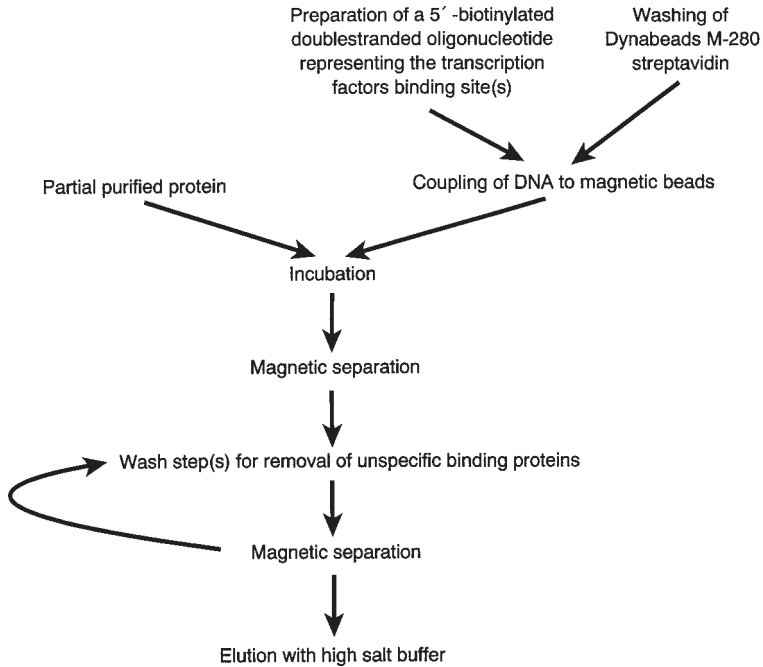 Preparation of a 5´ -biotinylated
doublestranded oligonucleotide
representing the transcription
factors binding site(s)
Washing of
Dynabeads M-280
streptavidin
Partial purified protein
Coupling of DNA to magnetic beads
Incubation
Magnetic separation
Wash step(s) for removal of unspecific binding proteins
Magnetic separation
Elution with high salt buffer